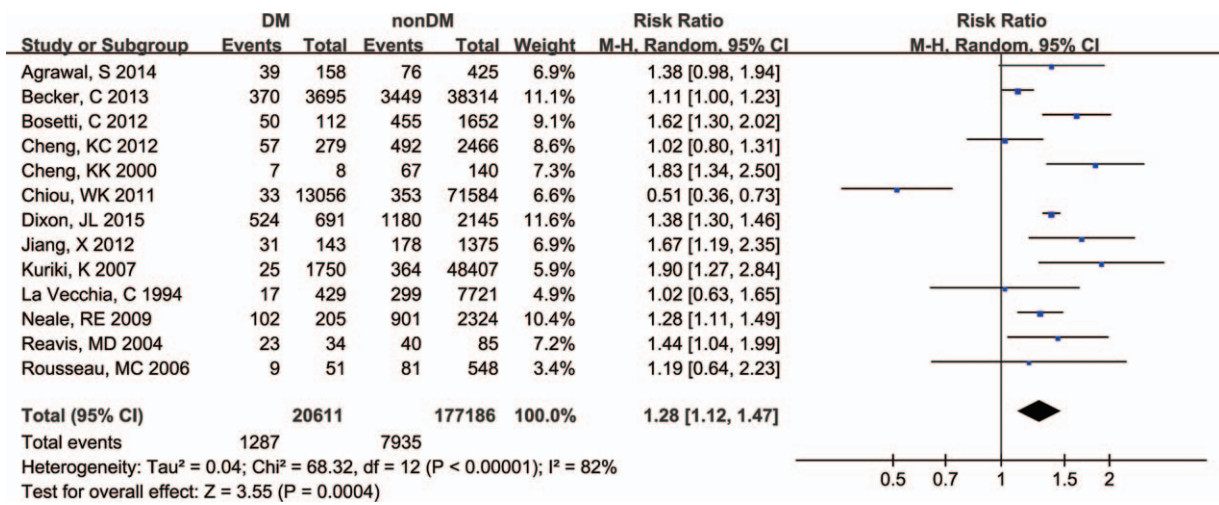 DM nonDM Risk Ratio Risk Ratio
Study or Subgroup Events Total Events Total Weight M-H. Random. 95% CI M-H. Random. 95% CI
Agrawal, S 2014 39 158 76 425 6.9% 1.38 [0.98, 1.94]
Becker, C 2013 370 3695 3449 38314 11.1% 1.11 [1.00, 1.23]
Bosetti, C 2012 50 112 455 1652 9.1% 1.62 [1.30, 2.02]
Cheng, KC 2012 57 279 492 2466 8.6% 1.02 [0.80, 1.31]
Cheng, KK 2000 7 8 67 140 7.3% 1.83 [1.34, 2.50]
Chiou, WK 2011 33 13056 353 71584 6.6% 0.51 [0.36, 0.73]
Dixon, JL 2015 524 691 1180 2145 11.6% 1.38 [1.30, 1.46]
Jiang, X 2012 31 143 178 1375 6.9% 1.67 [1.19, 2.35]
Kuriki, K 2007 25 1750 364 48407 5.9% 1.90 [1.27, 2.84]
La Vecchia, C 1994 17 429 299 7721 4.9% 1.02 [0.63, 1.65]
Neale, RE 2009 102 205 901 2324 10.4% 1.28 [1.11, 1.49]
Reavis, MD 2004 23 34 40 85 7.2% 1.44 [1.04, 1.99]
Rousseau, MC 2006 9 51 81 548 3.4% 1.19 [0.64, 2.23]
Total (95% CI) 20611 177186 100.0% 1.28 [1.12, 1.47]
Total events 1287 7935
Heterogeneity: Tau² = 0.04; Chi² = 68.32, df = 12 (P < 0.00001); I² = 82%
Test for overall effect: Z = 3.55 (P = 0.0004)
0.5 0.7 1 1.5 2